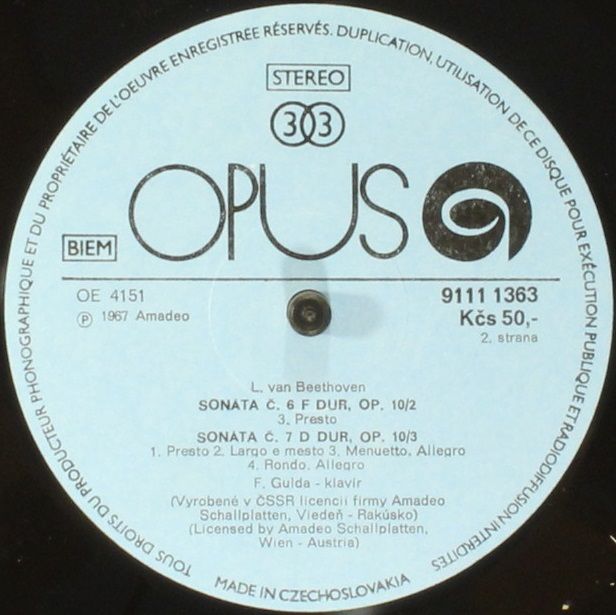 TOUS DROITS DU PRODUCTEUR PHONOGRAPHIQUE ET DU PROPRIÉTAIRE DE L'OEUVRE ENREGISTREE RÉSERVÉS. DUPLICATION, UTILISATION DE CE DISQUE POUR EXÉCUTION PUBLIQUE ET RADIODIFFUSION INTERDITES
STEREO
33
OPUS
BIEM
OE 4151
9111 1363
℗ 1967 Amadeo
Kčs 50,-
2. strana
L. van Beethoven
SONÁTA Č. 6 F DUR, OP. 10/2
3. Presto
SONÁTA Č. 7 D DUR, OP. 10/3
1. Presto 2. Largo e mesto 3. Menuetto, Allegro
4. Rondo. Allegro
F. Gulda - klavír
(Vyrobené v ČSSR licencií firmy Amadeo
Schallplatten, Viedeň - Rakúsko)
(Licensed by Amadeo Schallplatten,
Wien - Austria)
MADE IN CZECHOSLOVAKIA